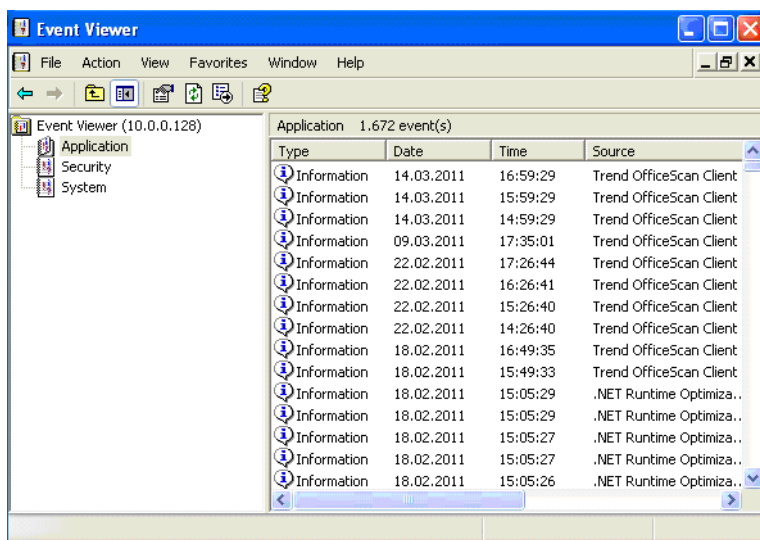 Event Viewer
File Action View Favorites Window Help
Event Viewer (10.0.0.128)
Application
Security
System
Application 1.672 event(s)
Type Date Time Source
Information 14.03.2011 16:59:29 Trend OfficeScan Client
Information 14.03.2011 15:59:29 Trend OfficeScan Client
Information 14.03.2011 14:59:29 Trend OfficeScan Client
Information 09.03.2011 17:35:01 Trend OfficeScan Client
Information 22.02.2011 17:26:44 Trend OfficeScan Client
Information 22.02.2011 16:26:41 Trend OfficeScan Client
Information 22.02.2011 15:26:40 Trend OfficeScan Client
Information 22.02.2011 14:26:40 Trend OfficeScan Client
Information 18.02.2011 16:49:35 Trend OfficeScan Client
Information 18.02.2011 15:49:33 Trend OfficeScan Client
Information 18.02.2011 15:05:29 .NET Runtime Optimiza..
Information 18.02.2011 15:05:29 .NET Runtime Optimiza..
Information 18.02.2011 15:05:27 .NET Runtime Optimiza..
Information 18.02.2011 15:05:27 .NET Runtime Optimiza..
Information 18.02.2011 15:05:26 .NET Runtime Optimiza..